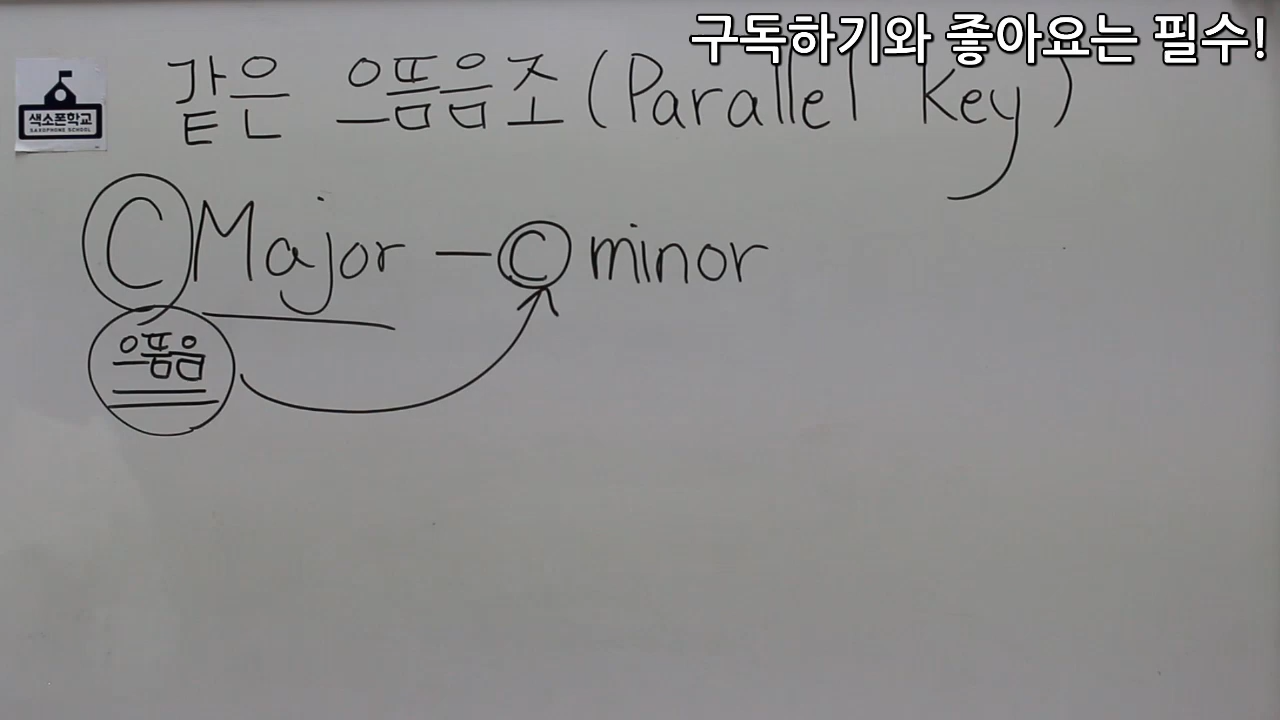 구독하기와 좋아요는 필수!
같은 으뜸음조(Parallel Key)
색소폰학교
SAXOPHONE SCHOOL
C Major - C minor
으뜸음